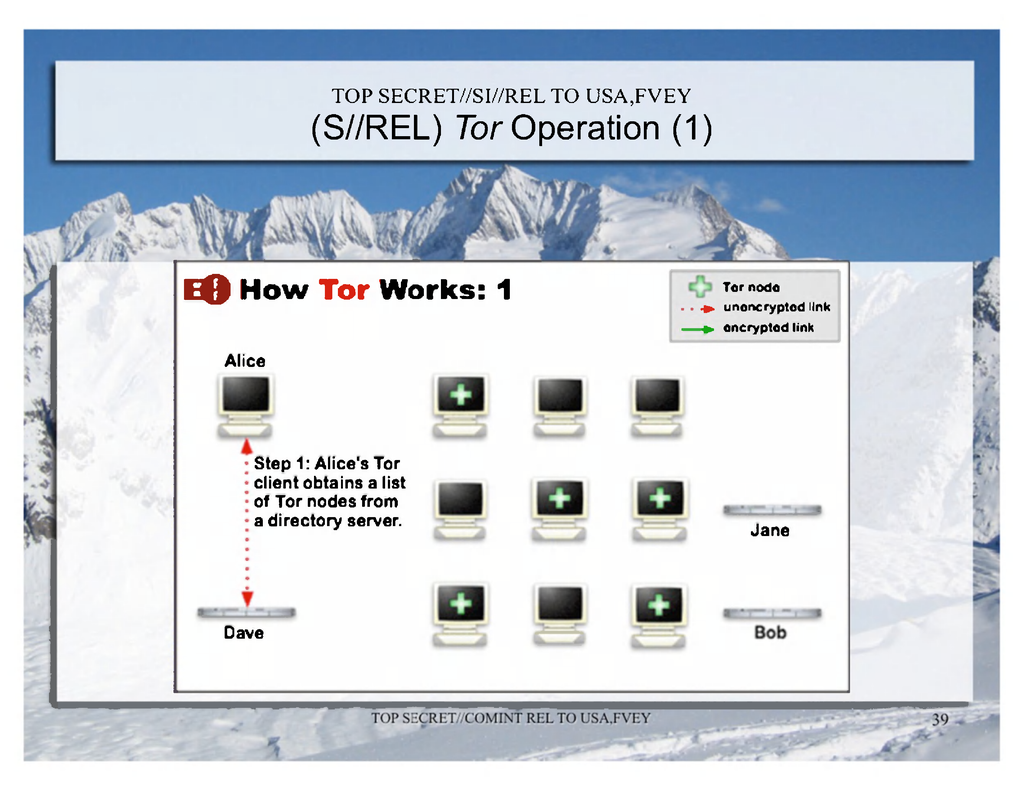 TOP SECRET//SI//REL TO USA,FVEY
(S//REL) Tor Operation (1)
EFF How Tor Works: 1
Tor node
unencrypted link
encrypted link
Alice
Step 1: Alice's Tor
client obtains a list
of Tor nodes from
a directory server.
Jane
Dave
Bob
TOP SECRET//COMINT REL TO USA,FVEY
39